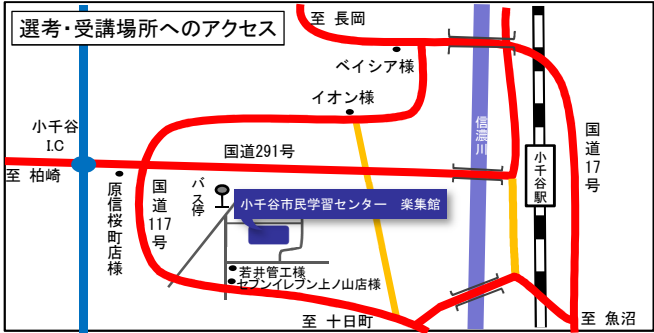 選考・受講場所へのアクセス
至 長岡
ベイシア様
イオン様
小千谷
I.C
国道291号
信濃川
小千谷駅
国道17号
至 柏崎
原信桜町店様
国道117号
バス停
小千谷市民学習センター 楽集館
若井管工様
セブンイレブン上ノ山店様
至 十日町
至 魚沼